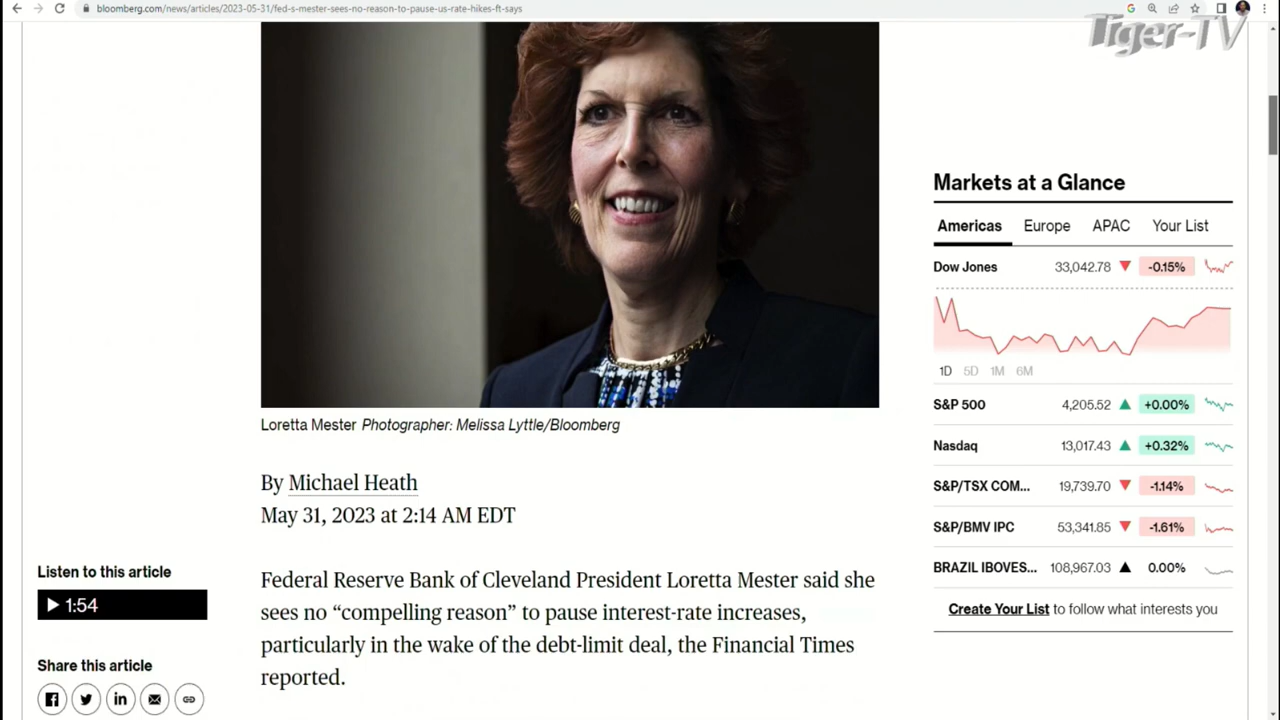 bloomberg.com/news/articles/2023-05-31/fed-s-mester-sees-no-reason-to-pause-us-rate-hikes-ft-says
Tiger-TV
Loretta Mester Photographer: Melissa Lyttle/Bloomberg
By Michael Heath
May 31, 2023 at 2:14 AM EDT
Listen to this article
1:54
Share this article
Federal Reserve Bank of Cleveland President Loretta Mester said she
sees no “compelling reason” to pause interest-rate increases,
particularly in the wake of the debt-limit deal, the Financial Times
reported.
Markets at a Glance
Americas Europe APAC Your List
Dow Jones 33,042.78 -0.15%
1D 5D 1M 6M
S&P 500 4,205.52 +0.00%
Nasdaq 13,017.43 +0.32%
S&P/TSX COM... 19,739.70 -1.14%
S&P/BMV IPC 53,341.85 -1.61%
BRAZIL IBOVES... 108,967.03 0.00%
Create Your List to follow what interests you